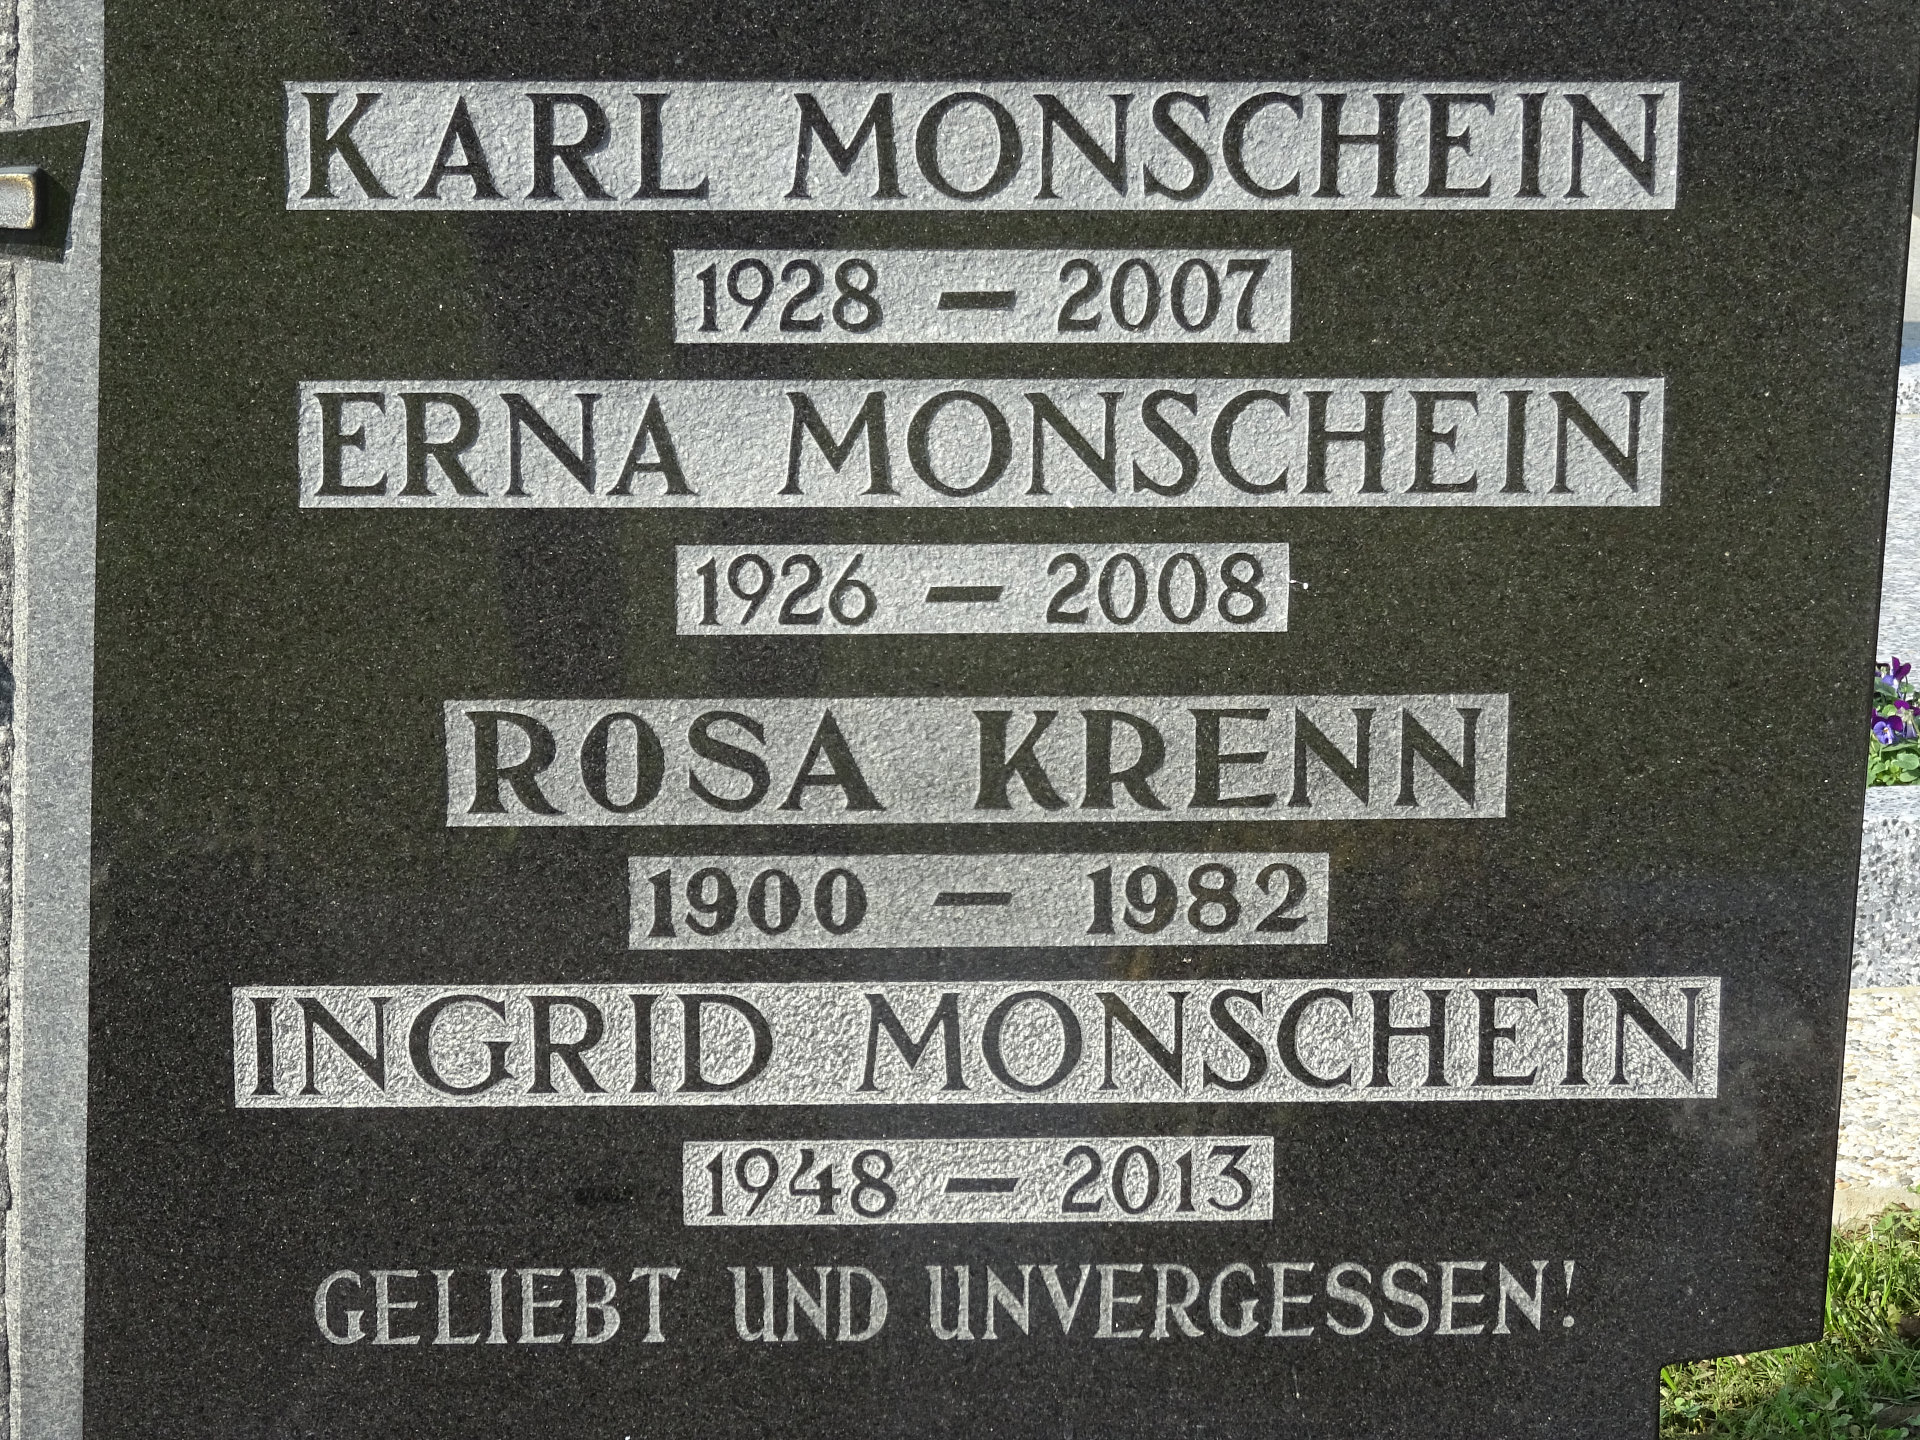 KARL MONSCHEIN
1928 – 2007
ERNA MONSCHEIN
1926 – 2008
ROSA KRENN
1900 – 1982
INGRID MONSCHEIN
1948 – 2013
GELIEBT UND UNVERGESSEN!